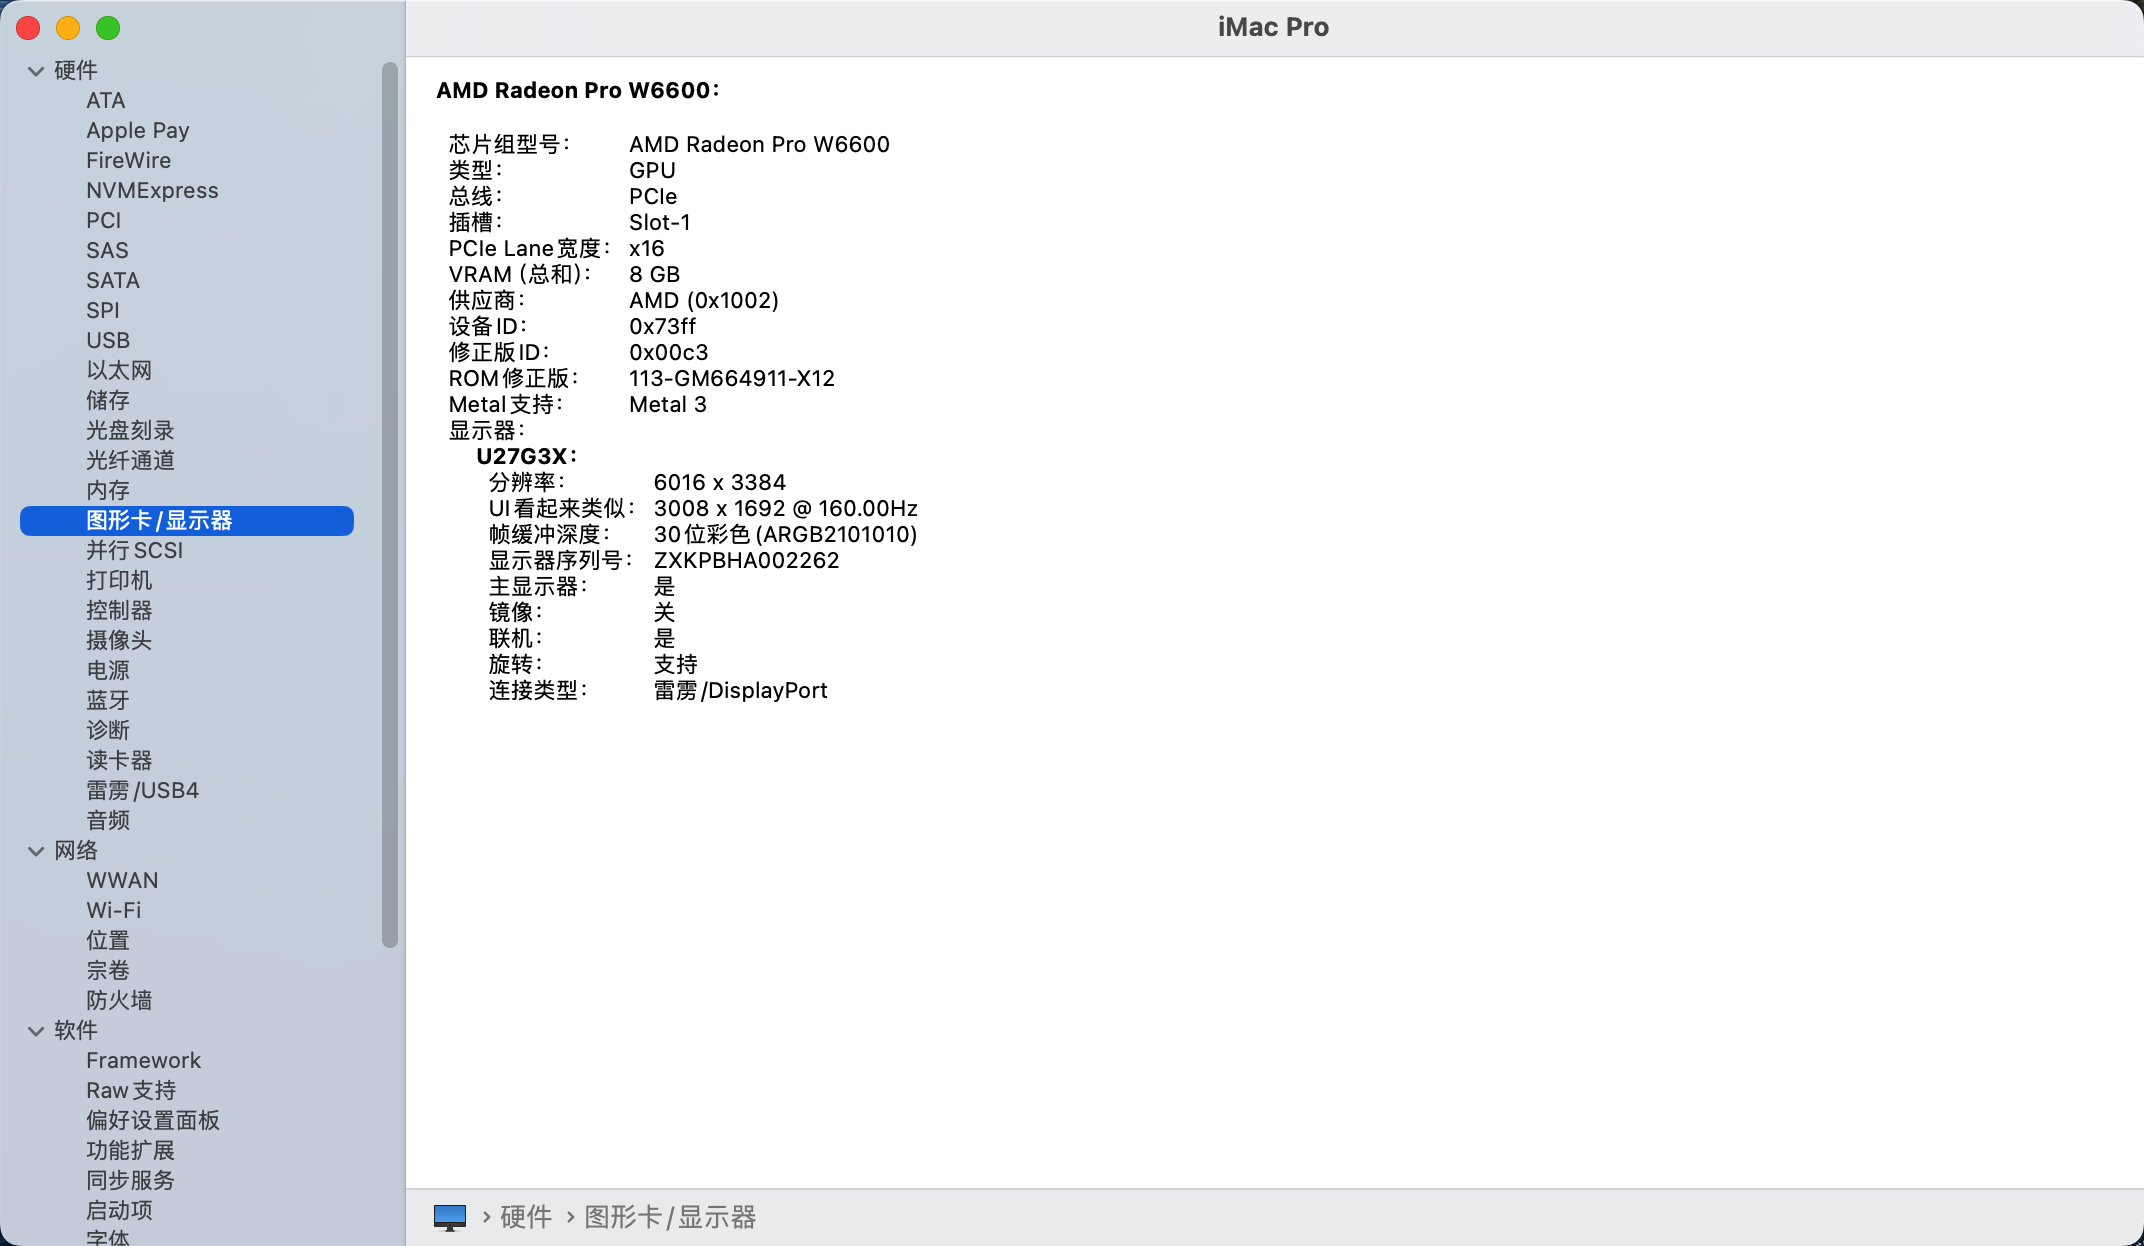 iMac Pro
硬件
ATA
Apple Pay
FireWire
NVMExpress
PCI
SAS
SATA
SPI
USB
以太网
储存
光盘刻录
光纤通道
内存
图形卡/显示器
并行SCSI
打印机
控制器
摄像头
电源
蓝牙
诊断
读卡器
雷雳/USB4
音频
网络
WWAN
Wi-Fi
位置
宗卷
防火墙
软件
Framework
Raw支持
偏好设置面板
功能扩展
同步服务
启动项
字体
AMD Radeon Pro W6600:
芯片组型号: AMD Radeon Pro W6600
类型: GPU
总线: PCIe
插槽: Slot-1
PCIe Lane宽度: x16
VRAM (总和): 8 GB
供应商: AMD (0x1002)
设备ID: 0x73ff
修正版ID: 0x00c3
ROM修正版: 113-GM664911-X12
Metal支持: Metal 3
显示器:
U27G3X:
分辨率: 6016 x 3384
UI看起来类似: 3008 x 1692 @ 160.00Hz
帧缓冲深度: 30位彩色 (ARGB2101010)
显示器序列号: ZXKPBHA002262
主显示器: 是
镜像: 关
联机: 是
旋转: 支持
连接类型: 雷雳/DisplayPort
› 硬件 › 图形卡/显示器